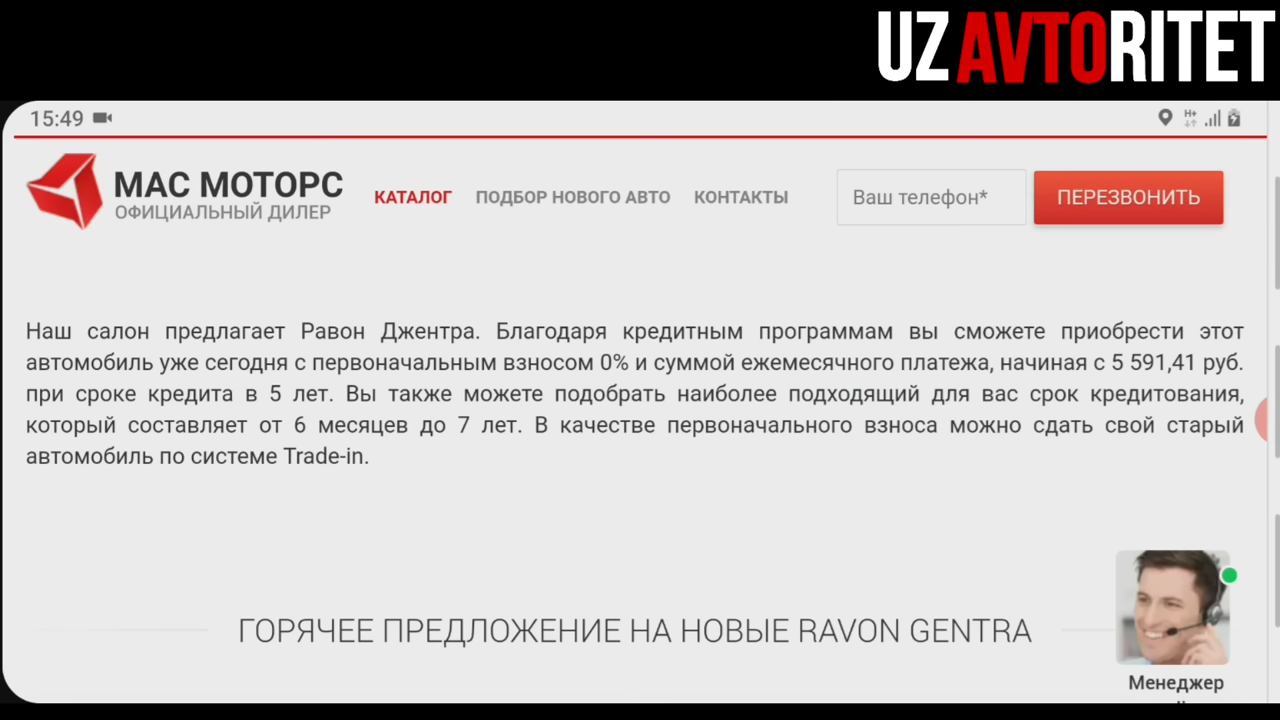 UZAVTORITET
15:49
H+
МАС МОТОРС
ОФИЦИАЛЬНЫЙ ДИЛЕР
КАТАЛОГ ПОДБОР НОВОГО АВТО КОНТАКТЫ Ваш телефон* ПЕРЕЗВОНИТЬ
Наш салон предлагает Равон Джентра. Благодаря кредитным программам вы сможете приобрести этот
автомобиль уже сегодня с первоначальным взносом 0% и суммой ежемесячного платежа, начиная с 5 591,41 руб.
при сроке кредита в 5 лет. Вы также можете подобрать наиболее подходящий для вас срок кредитования,
который составляет от 6 месяцев до 7 лет. В качестве первоначального взноса можно сдать свой старый
автомобиль по системе Trade-in.
ГОРЯЧЕЕ ПРЕДЛОЖЕНИЕ НА НОВЫЕ RAVON GENTRA
Менеджер